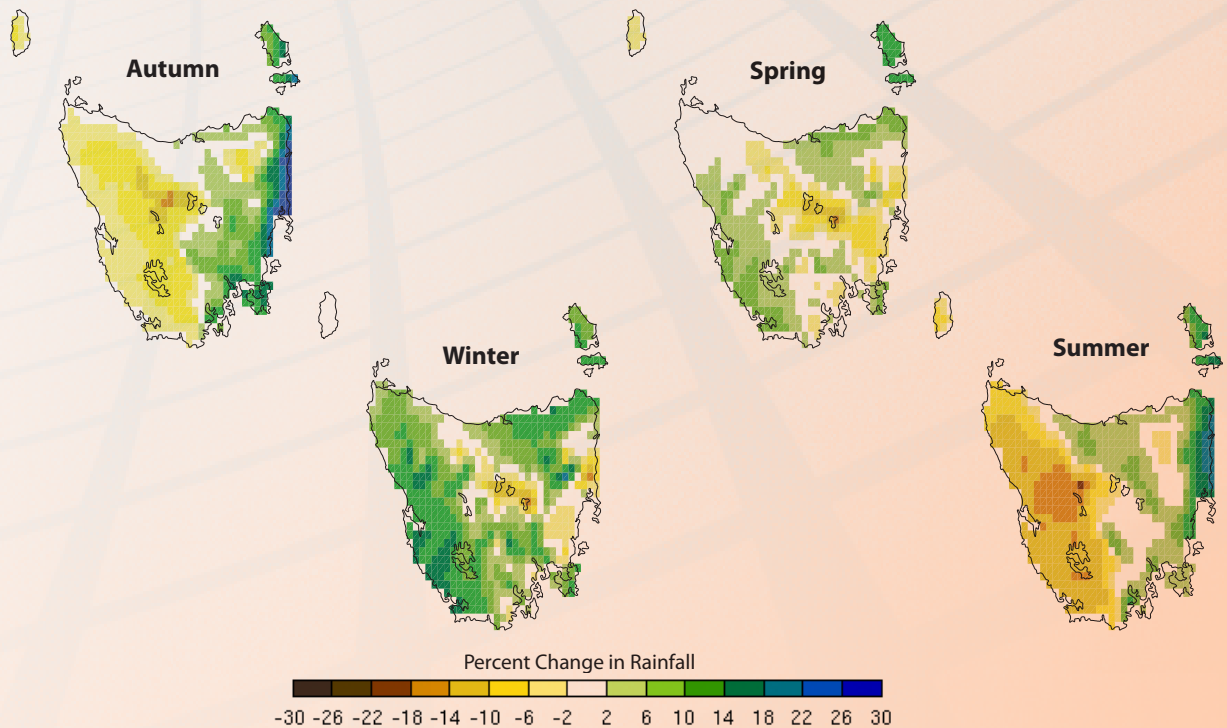 Autumn
Spring
Winter
Summer
Percent Change in Rainfall
-30 -26 -22 -18 -14 -10 -6 -2 2 6 10 14 18 22 26 30